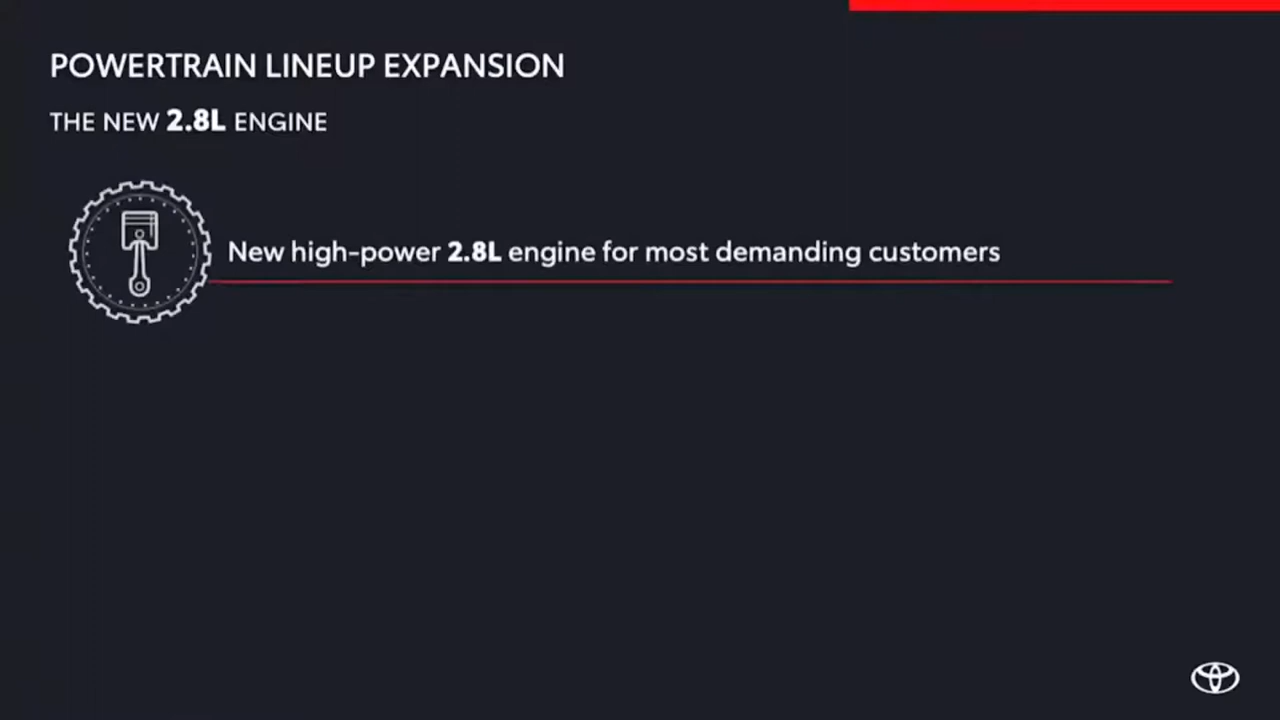 POWERTRAIN LINEUP EXPANSION
THE NEW 2.8L ENGINE
New high-power 2.8L engine for most demanding customers